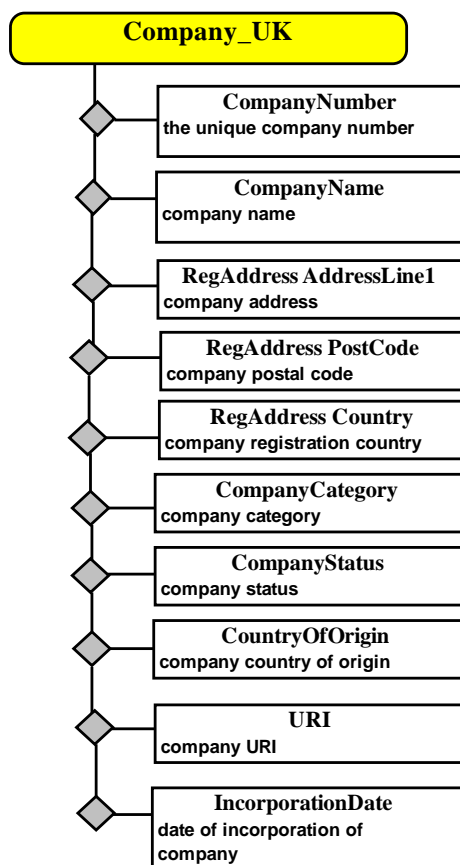 Company_UK
CompanyNumber
the unique company number
CompanyName
company name
RegAddress AddressLine1
company address
RegAddress PostCode
company postal code
RegAddress Country
company registration country
CompanyCategory
company category
CompanyStatus
company status
CountryOfOrigin
company country of origin
URI
company URI
IncorporationDate
date of incorporation of
company